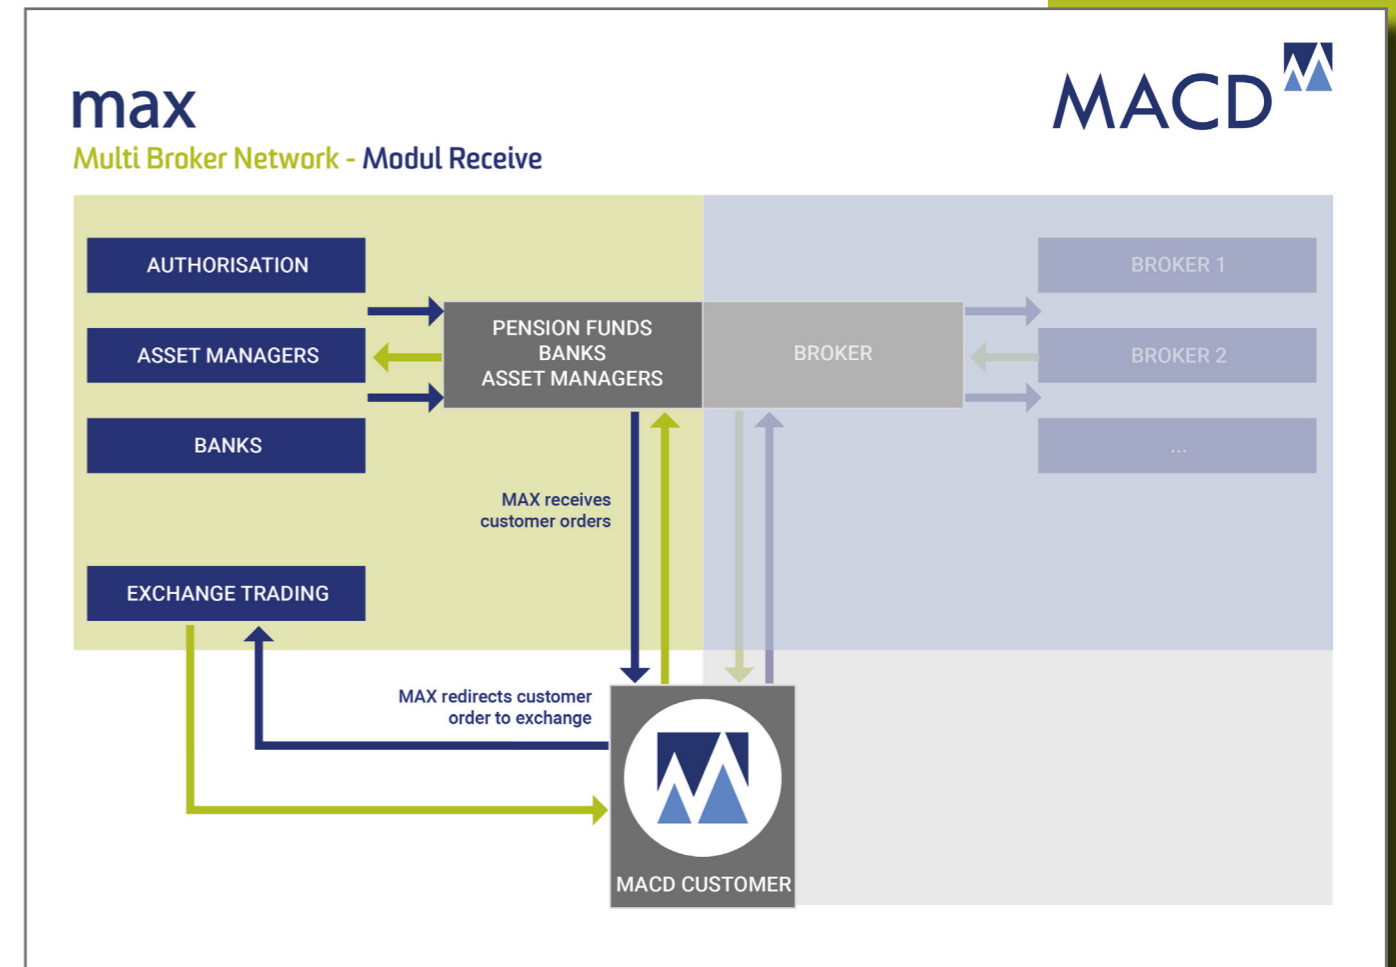 max
MACD
Multi Broker Network - Modul Receive
AUTHORISATION
ASSET MANAGERS
BANKS
PENSION FUNDS
BANKS
ASSET MANAGERS
BROKER
BROKER 1
BROKER 2
...
MAX receives
customer orders
EXCHANGE TRADING
MAX redirects customer
order to exchange
MACD CUSTOMER